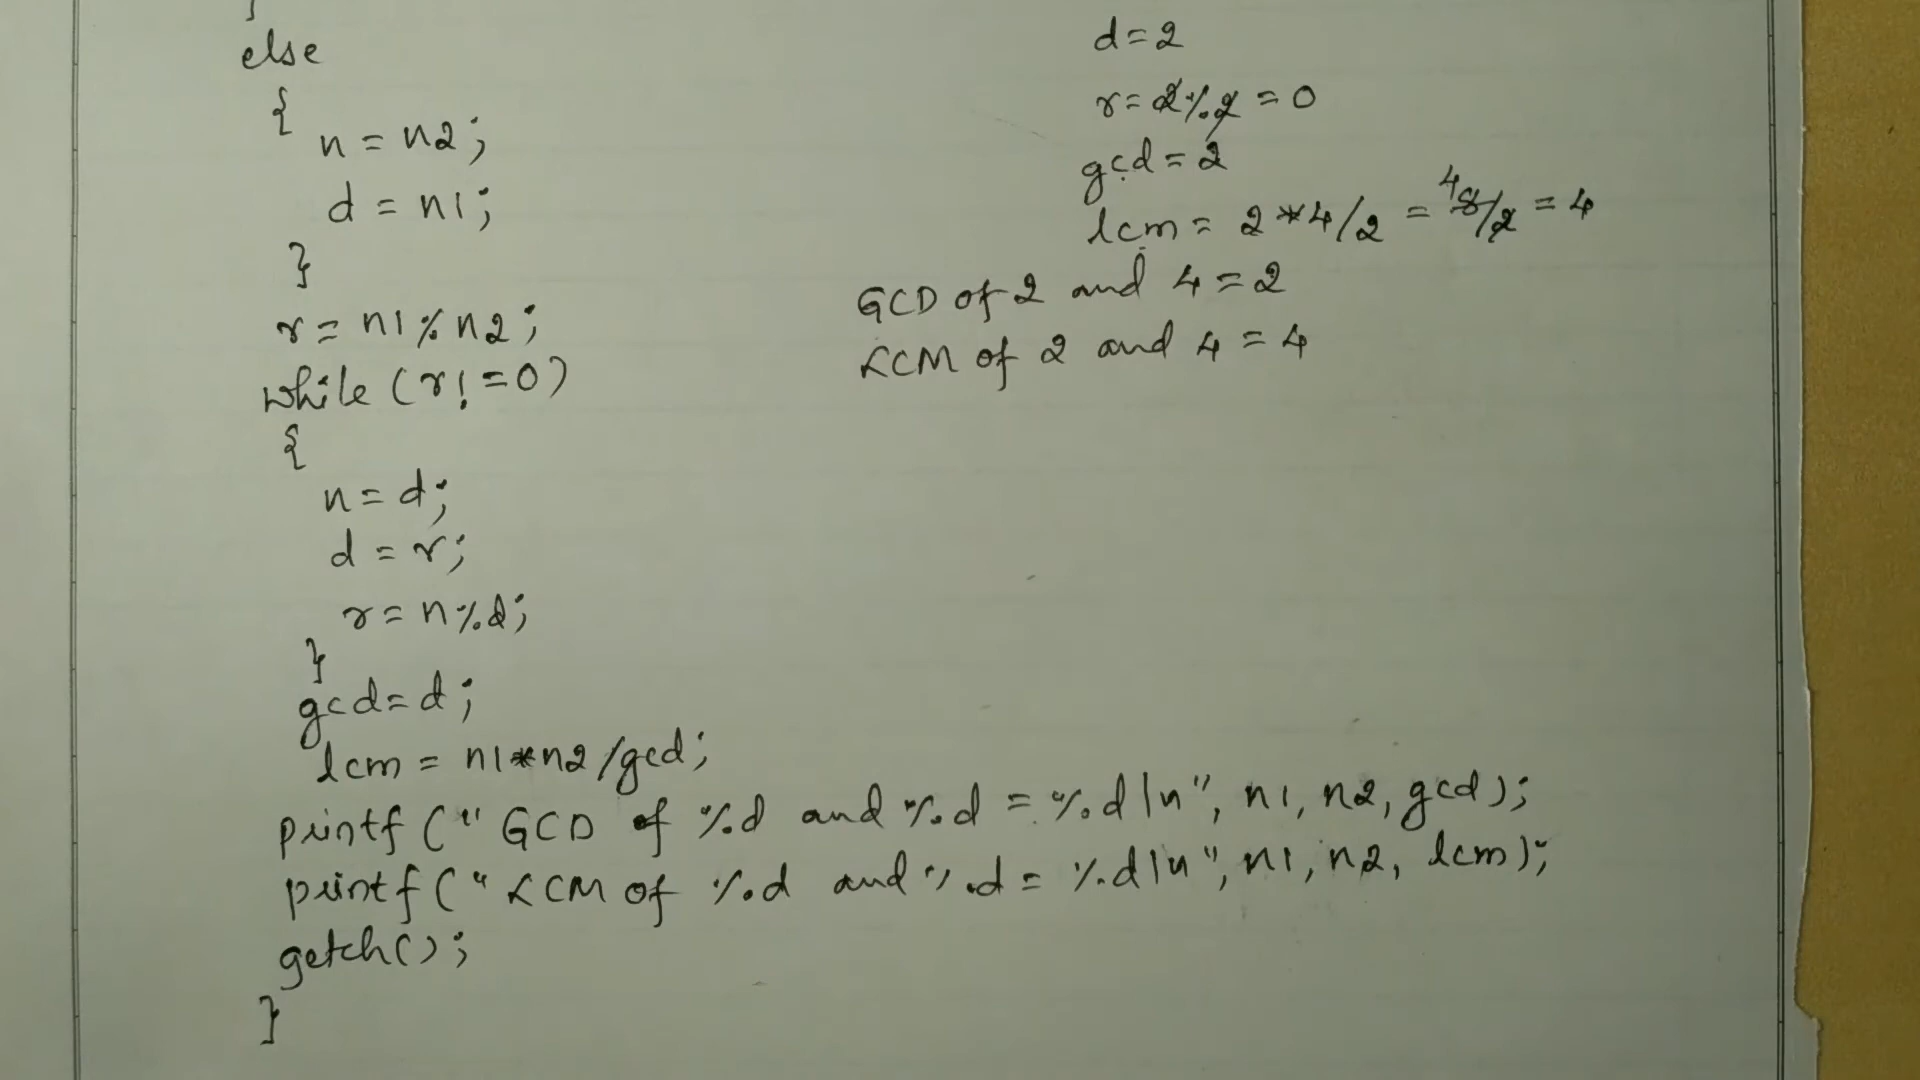 }
else
{
n = n2;
d = n1;
}
r = n1 % n2;
while (r! = 0)
{
n = d;
d = r;
r = n % d;
}
gcd = d;
lcm = n1*n2/gcd;
printf (" GCD of %d and %d = %d\n", n1, n2, gcd);
printf (" LCM of %d and %d = %d\n", n1, n2, lcm);
getch();
}
d = 2
r = 2 % 2 = 0
gcd = 2
lcm = 2 * 4/2 = 4 8/2 = 4
GCD of 2 and 4 = 2
LCM of 2 and 4 = 4